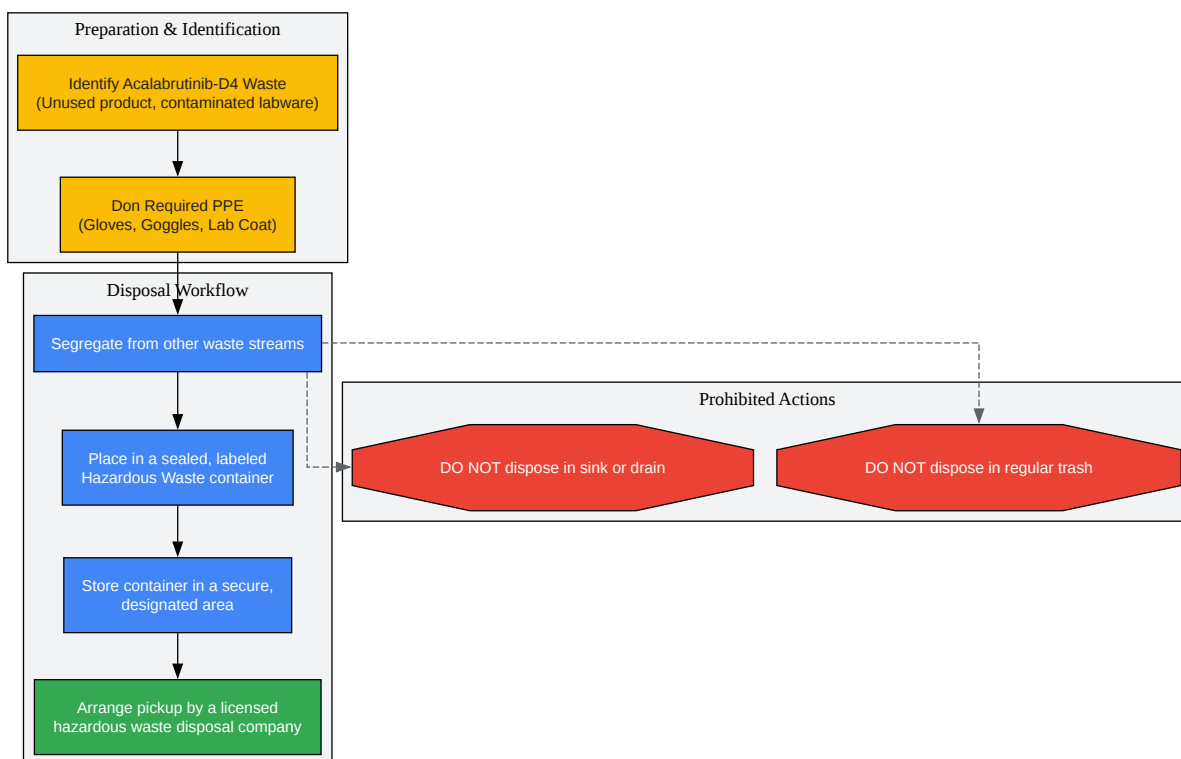 Preparation & Identification
Identify Acalabrutinib-D4 Waste
(Unused product, contaminated labware)
Don Required PPE
(Gloves, Goggles, Lab Coat)
Disposal Workflow
Segregate from other waste streams
Place in a sealed, labeled
Hazardous Waste container
Store container in a secure,
designated area
Arrange pickup by a licensed
hazardous waste disposal company
Prohibited Actions
DO NOT dispose in sink or drain
DO NOT dispose in regular trash